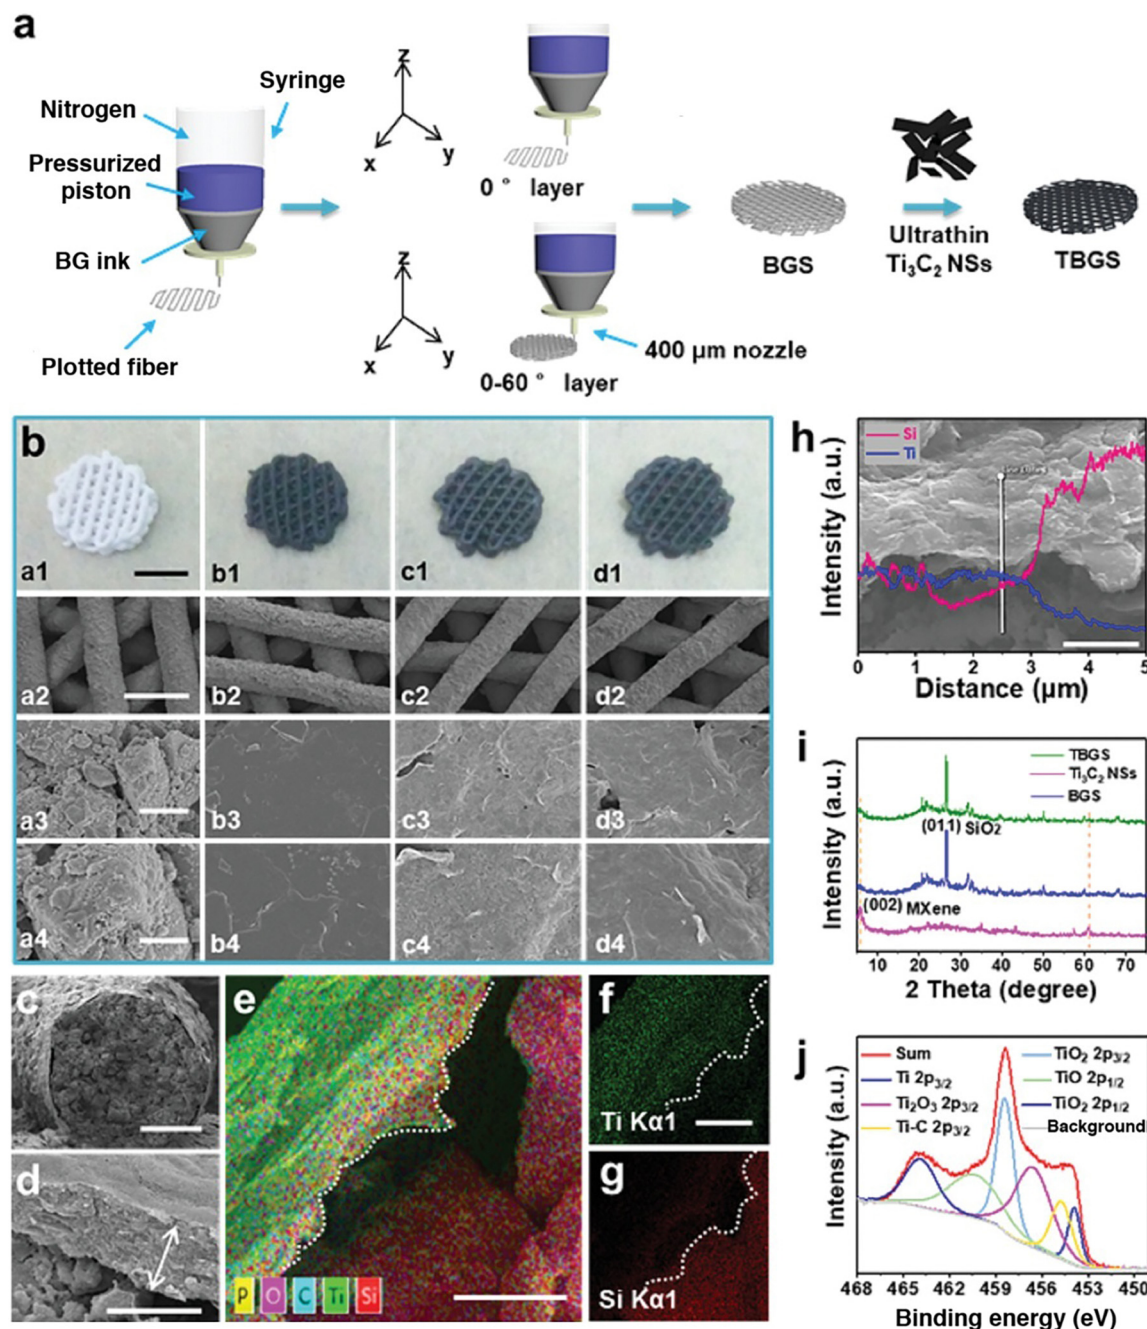 a
Nitrogen
Syringe
Pressurized
piston
BG ink
Plotted fiber
z
x
y
0 ° layer
z
x
y
0-60 ° layer
400 µm nozzle
BGS
Ultrathin
Ti₃C₂ NSs
TBGS
b
a1
b1
c1
d1
a2
b2
c2
d2
a3
b3
c3
d3
a4
b4
c4
d4
c
d
e
P O C Ti Si
f
Ti Kα1
g
Si Kα1
h
Si
Ti
Intensity (a.u.)
0 1 2 3 4 5
Distance (µm)
i
TBGS
Ti₃C₂ NSs
BGS
(011) SiO₂
(002) MXene
Intensity (a.u.)
10 20 30 40 50 60 70
2 Theta (degree)
j
Sum
Ti 2p₃/₂
Ti₂O₃ 2p₃/₂
Ti-C 2p₃/₂
TiO₂ 2p₃/₂
TiO 2p₁/₂
TiO₂ 2p₁/₂
Background
Intensity (a.u.)
468 465 462 459 456 453 450
Binding energy (eV)